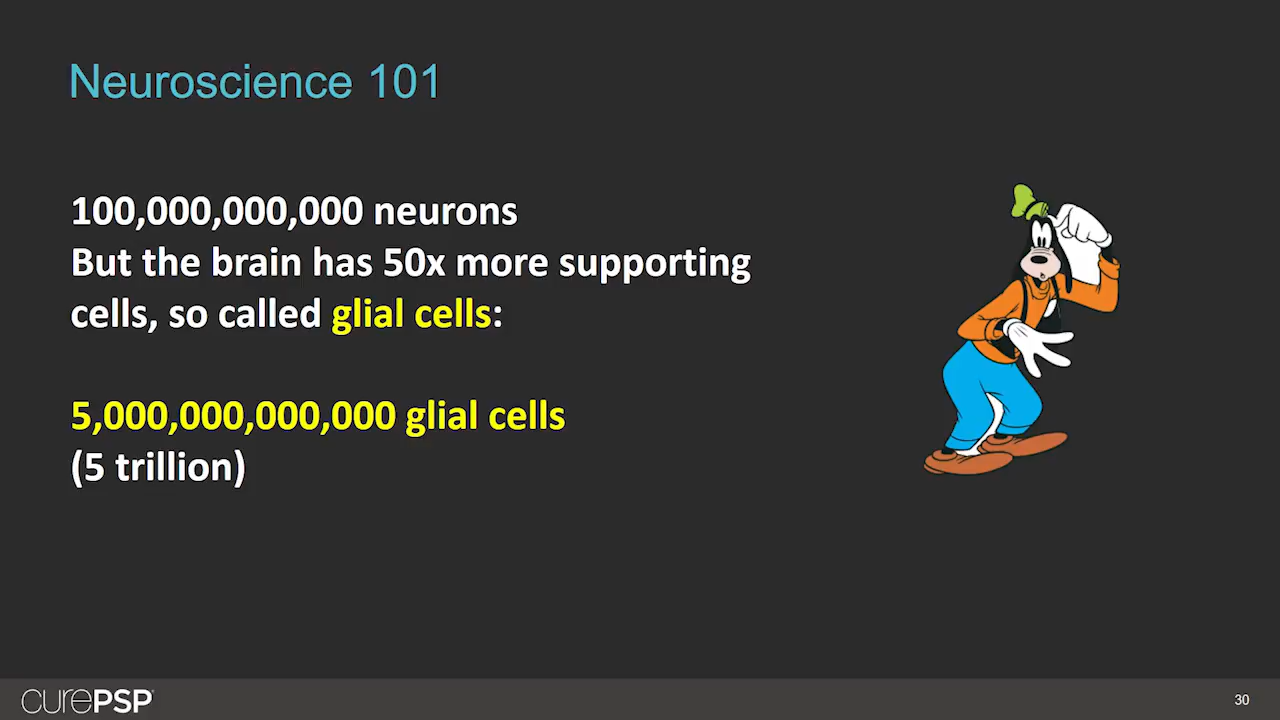 Neuroscience 101
100,000,000,000 neurons
But the brain has 50x more supporting
cells, so called glial cells:
5,000,000,000,000 glial cells
(5 trillion)
curePSP
30